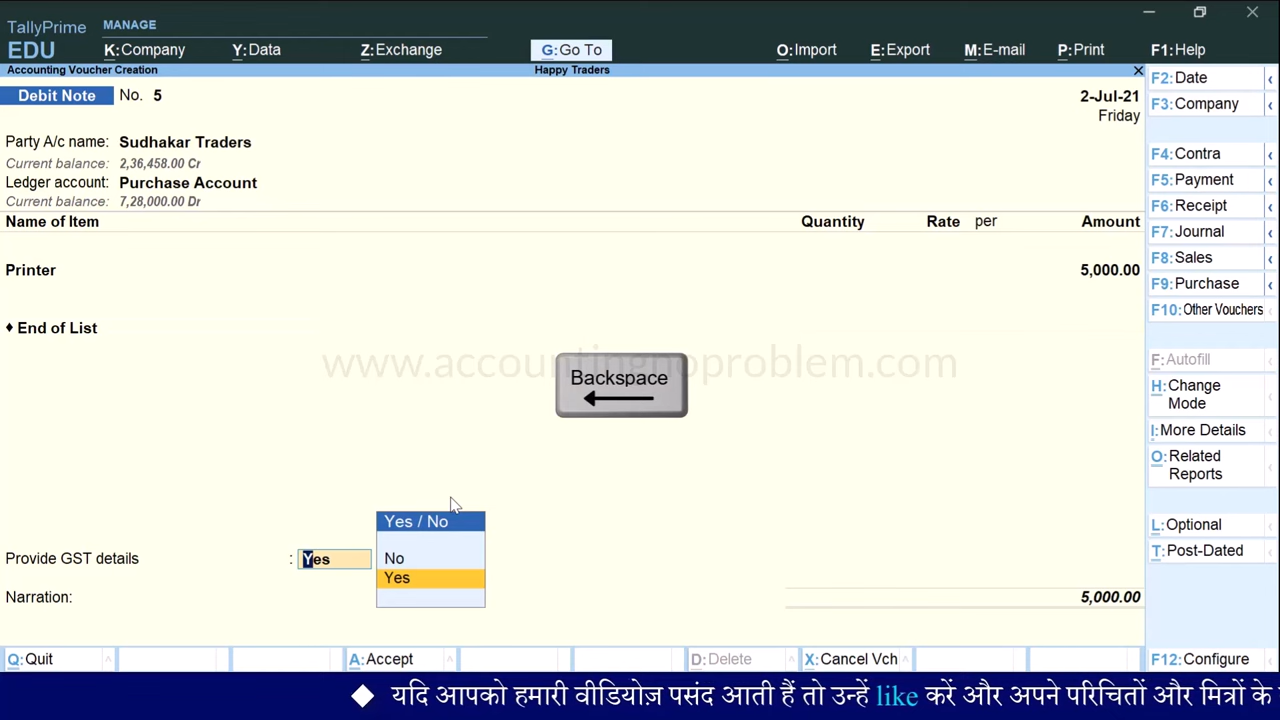 TallyPrime
EDU
MANAGE
K:Company
Y:Data
Z:Exchange
G:Go To
O:Import
E:Export
M:E-mail
P:Print
F1:Help
Accounting Voucher Creation
Happy Traders
Debit Note No. 5
2-Jul-21
Friday
Party A/c name: Sudhakar Traders
Current balance: 2,36,458.00 Cr
Ledger account: Purchase Account
Current balance: 7,28,000.00 Dr
Name of Item Quantity Rate per Amount
Printer 5,000.00
♦ End of List
www.accountingnoproblem.com
Backspace
Yes / No
No
Yes
Provide GST details : Yes
Narration: 5,000.00
F2:Date
F3:Company
F4:Contra
F5:Payment
F6:Receipt
F7:Journal
F8:Sales
F9:Purchase
F10:Other Vouchers
F:Autofill
H:Change
Mode
I:More Details
O:Related
Reports
L:Optional
T:Post-Dated
Q:Quit
A:Accept
D:Delete
X:Cancel Vch
F12:Configure
◆ यदि आपको हमारी वीडियोज़ पसंद आती हैं तो उन्हें like करें और अपने परिचितों और मित्रों के